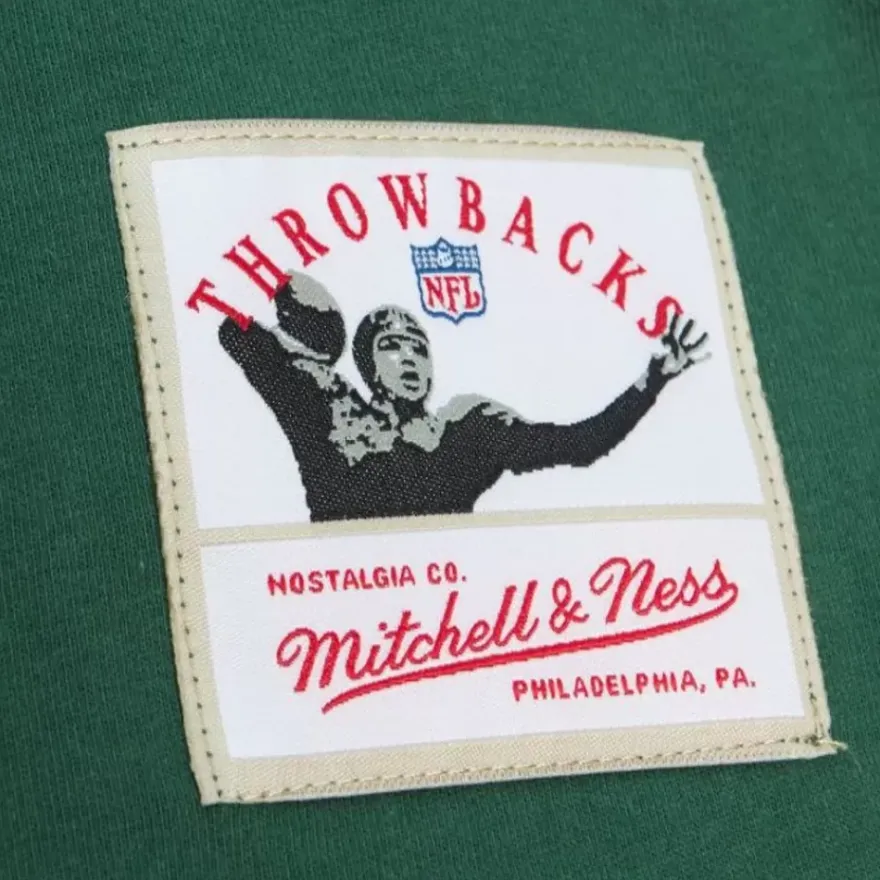 THROWBACKS
NFL
NOSTALGIA CO.
Mitchell & Ness
PHILADELPHIA, PA.